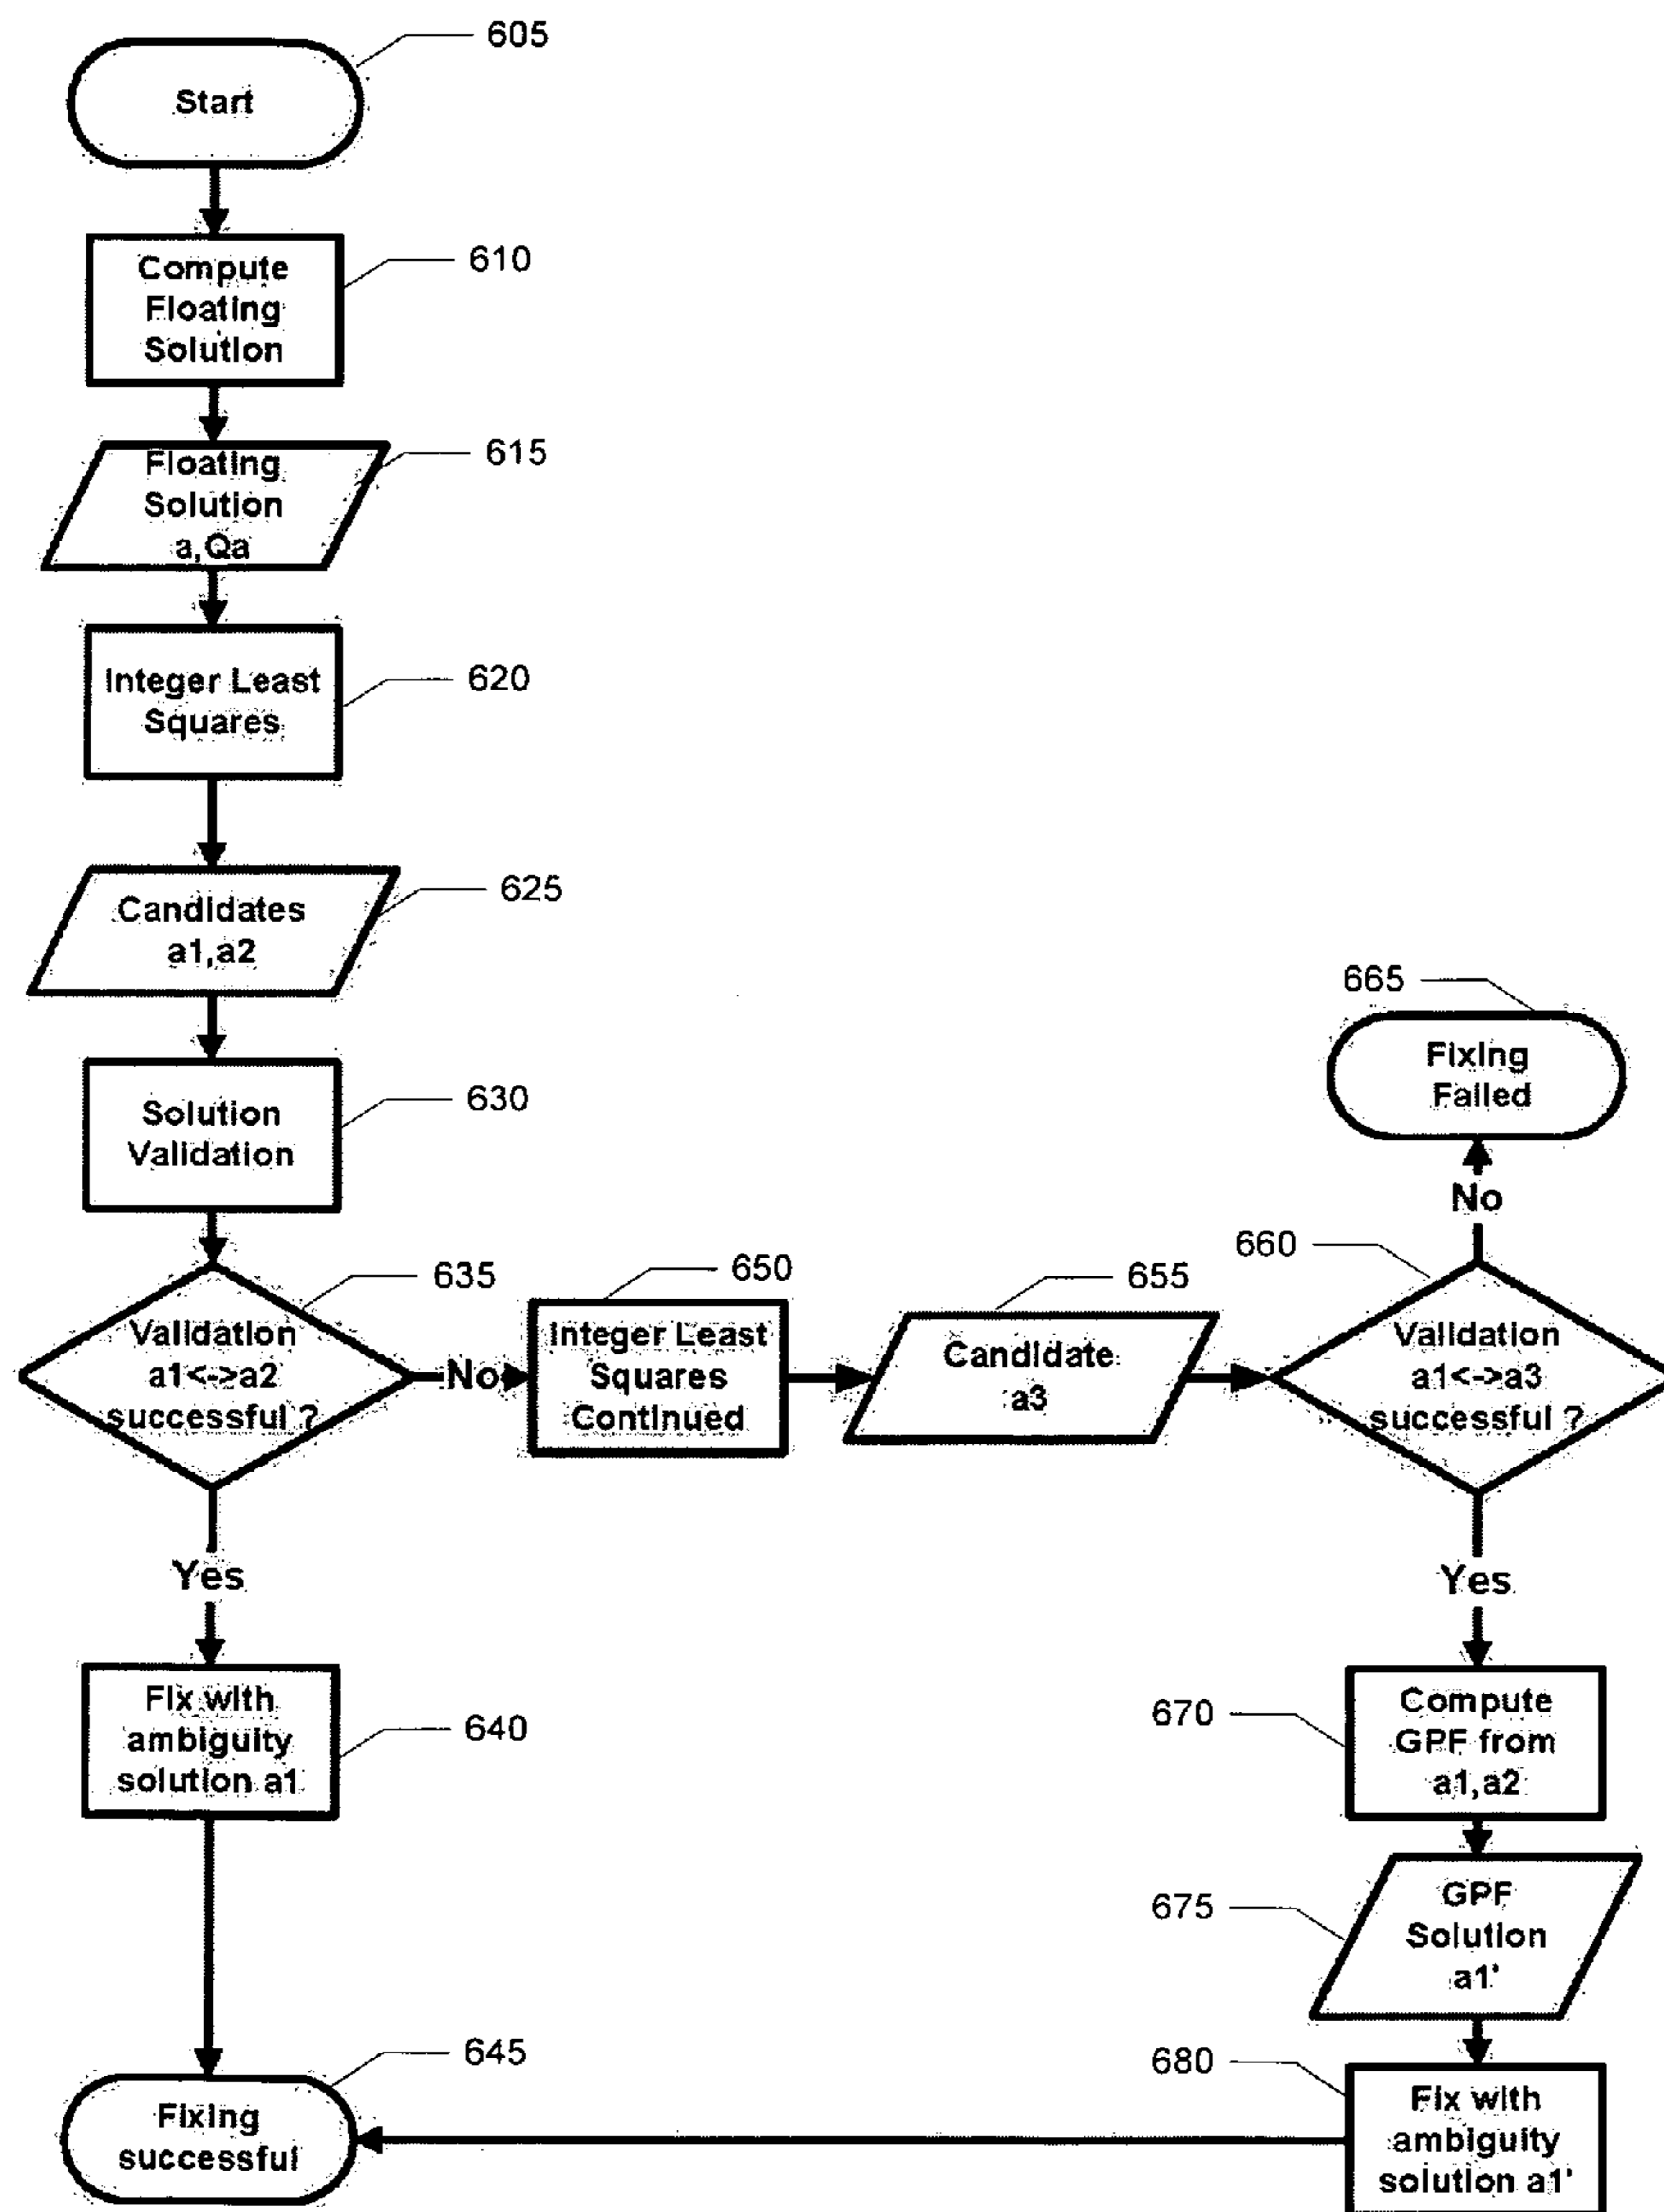 605
Start
610
Compute
Floating
Solution
615
Floating
Solution
a,Qa
620
Integer Least
Squares
625
Candidates
a1,a2
630
Solution
Validation
635
Validation
a1<->a2
successful ?
No
650
Integer Least
Squares
Continued
655
Candidate
a3
660
Validation
a1<->a3
successful ?
No
665
Fixing
Failed
Yes
640
Fix with
ambiguity
solution a1
645
Fixing
successful
Yes
670
Compute
GPF from
a1,a2
675
GPF
Solution
a1'
680
Fix with
ambiguity
solution a1'